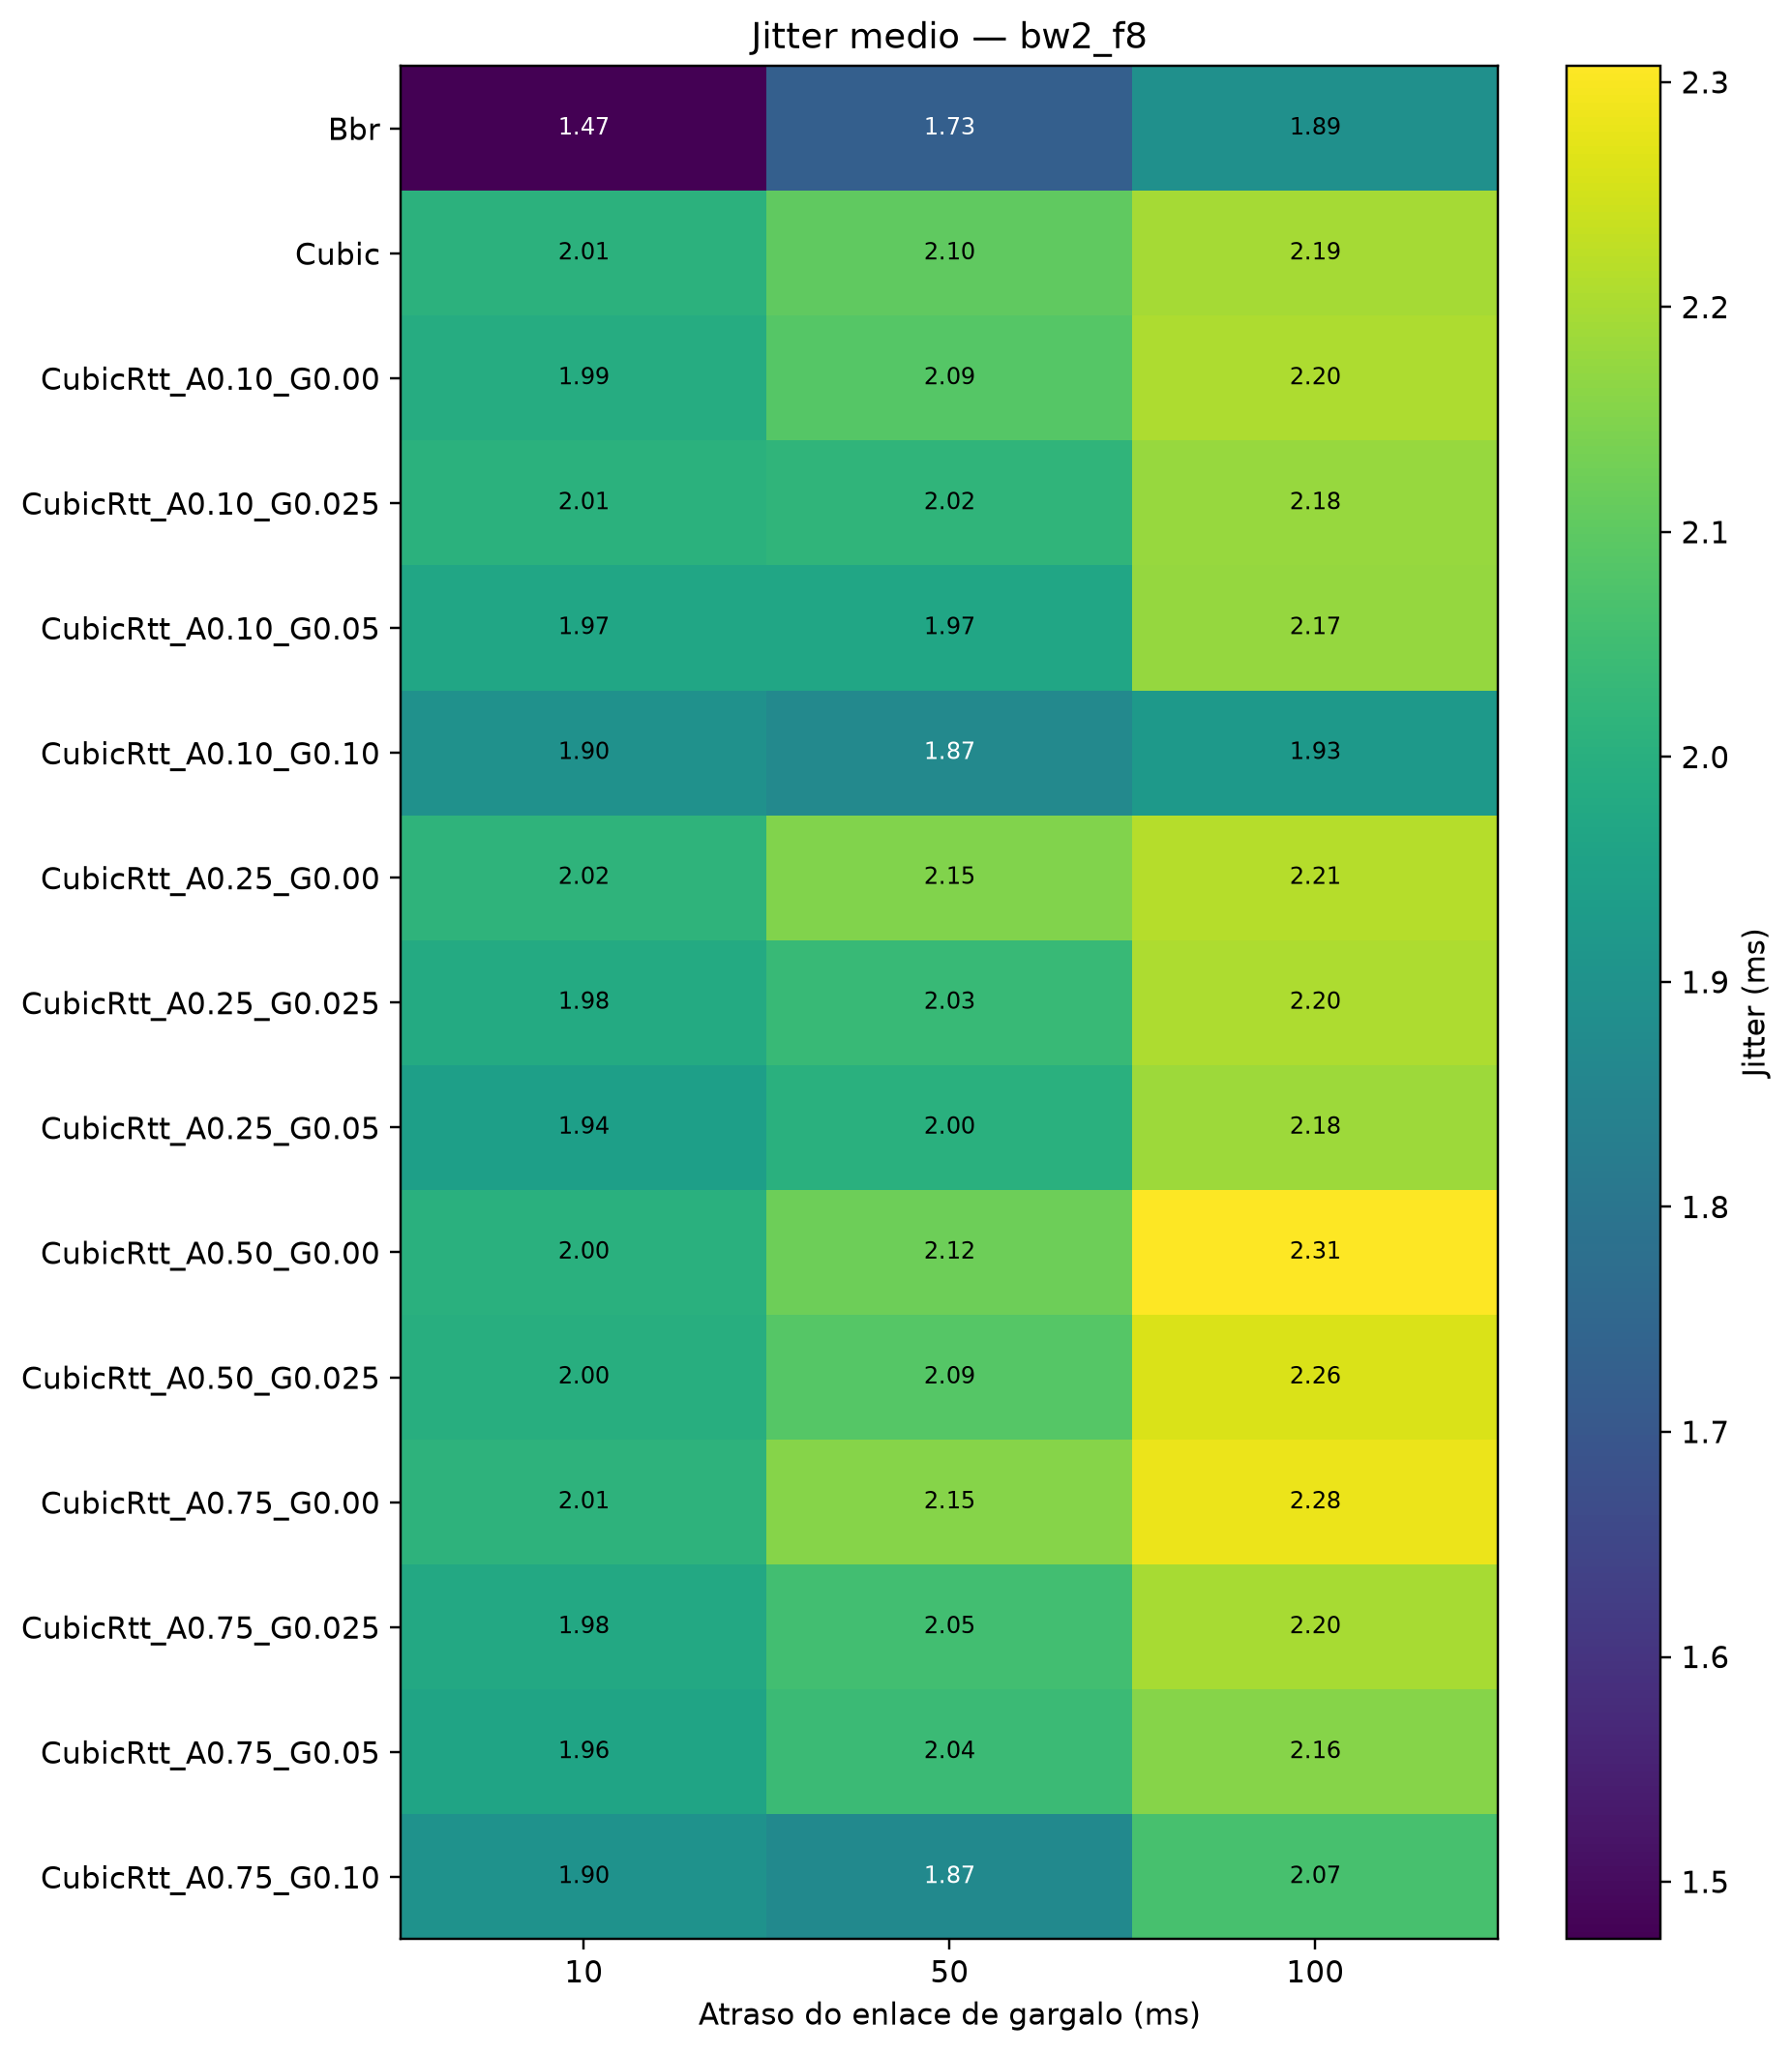 Jitter medio — bw2_f8
Bbr 1.47 1.73 1.89
Cubic 2.01 2.10 2.19
CubicRtt_A0.10_G0.00 1.99 2.09 2.20
CubicRtt_A0.10_G0.025 2.01 2.02 2.18
CubicRtt_A0.10_G0.05 1.97 1.97 2.17
CubicRtt_A0.10_G0.10 1.90 1.87 1.93
CubicRtt_A0.25_G0.00 2.02 2.15 2.21
CubicRtt_A0.25_G0.025 1.98 2.03 2.20
CubicRtt_A0.25_G0.05 1.94 2.00 2.18
CubicRtt_A0.50_G0.00 2.00 2.12 2.31
CubicRtt_A0.50_G0.025 2.00 2.09 2.26
CubicRtt_A0.75_G0.00 2.01 2.15 2.28
CubicRtt_A0.75_G0.025 1.98 2.05 2.20
CubicRtt_A0.75_G0.05 1.96 2.04 2.16
CubicRtt_A0.75_G0.10 1.90 1.87 2.07
10 50 100
Atraso do enlace de gargalo (ms)
2.3
2.2
2.1
2.0
1.9
1.8
1.7
1.6
1.5
Jitter (ms)